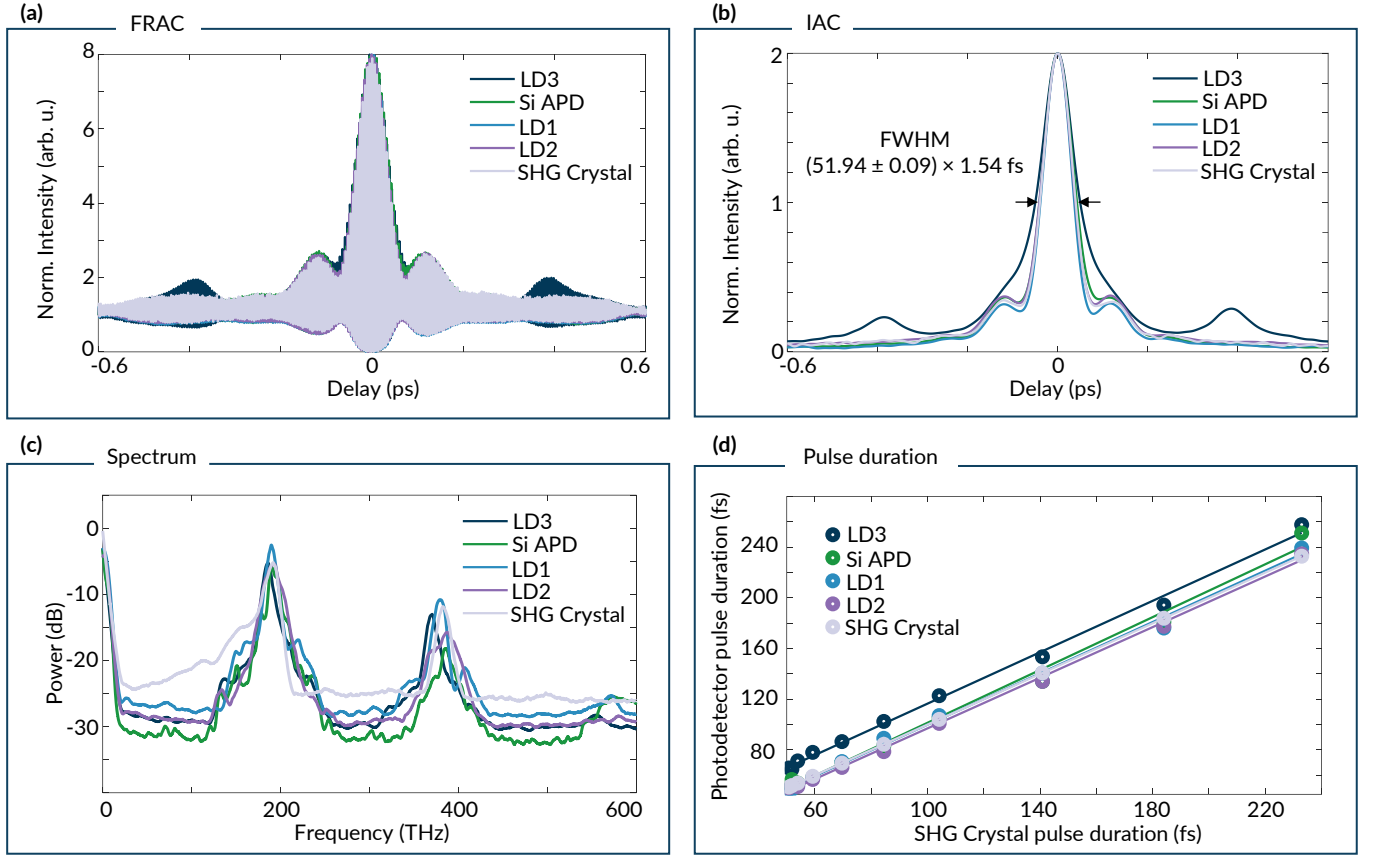 (a)
FRAC
Norm. Intensity (arb. u.)
8
6
4
2
0
-0.6
0
0.6
Delay (ps)
LD3
Si APD
LD1
LD2
SHG Crystal
(b)
IAC
Norm. Intensity (arb. u.)
2
1
0
-0.6
0
0.6
Delay (ps)
FWHM
(51.94 ± 0.09) × 1.54 fs
LD3
Si APD
LD1
LD2
SHG Crystal
(c)
Spectrum
Power (dB)
0
-10
-20
-30
0
200
400
600
Frequency (THz)
LD3
Si APD
LD1
LD2
SHG Crystal
(d)
Pulse duration
Photodetector pulse duration (fs)
240
200
160
120
80
60
100
140
180
220
SHG Crystal pulse duration (fs)
LD3
Si APD
LD1
LD2
SHG Crystal